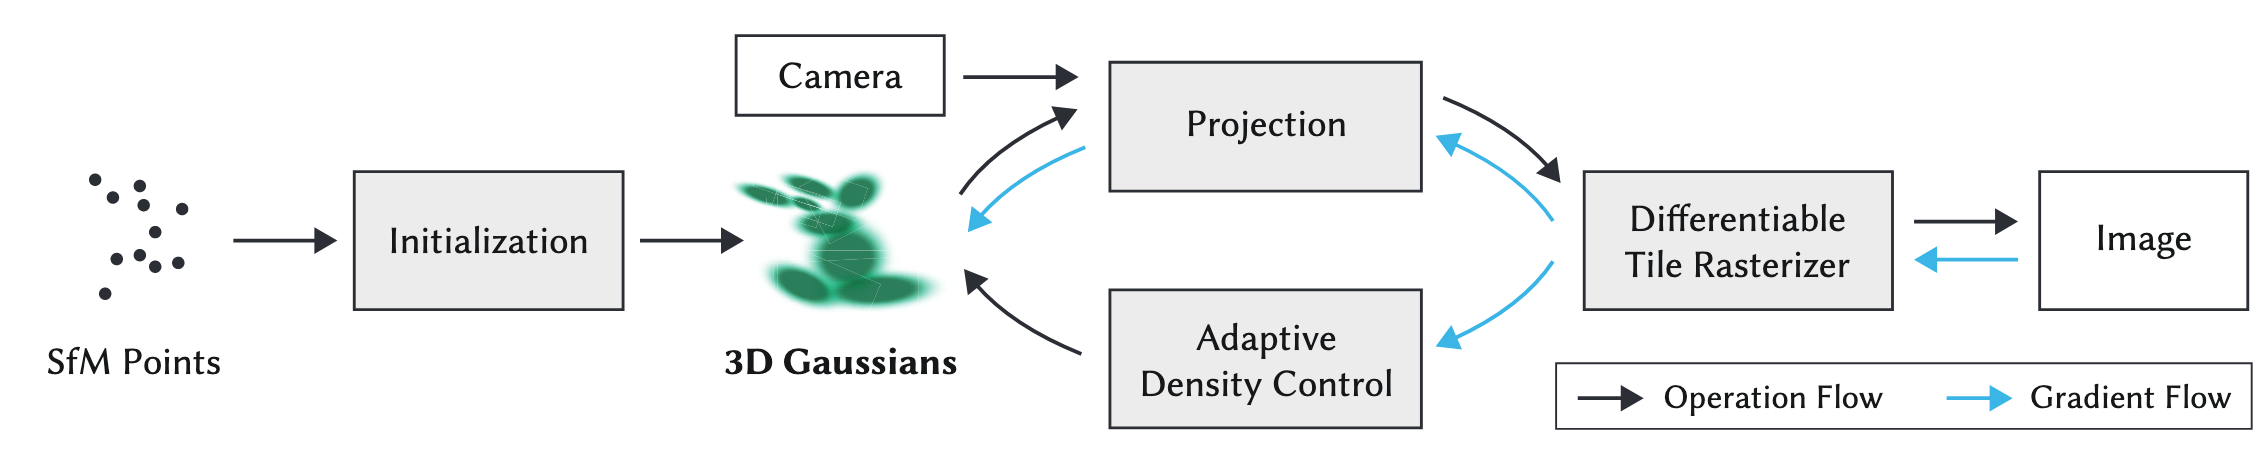 SfM Points
Initialization
Camera
3D Gaussians
Projection
Adaptive
Density Control
Differentiable
Tile Rasterizer
Image
Operation Flow
Gradient Flow